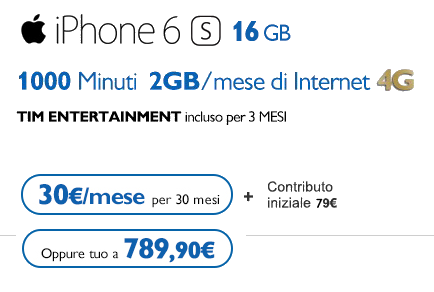 iPhone 6 S 16 GB
1000 Minuti 2GB/mese di Internet 4G
TIM ENTERTAINMENT incluso per 3 MESI
30€/mese per 30 mesi + Contributo
iniziale 79€
Oppure tuo a 789,90€